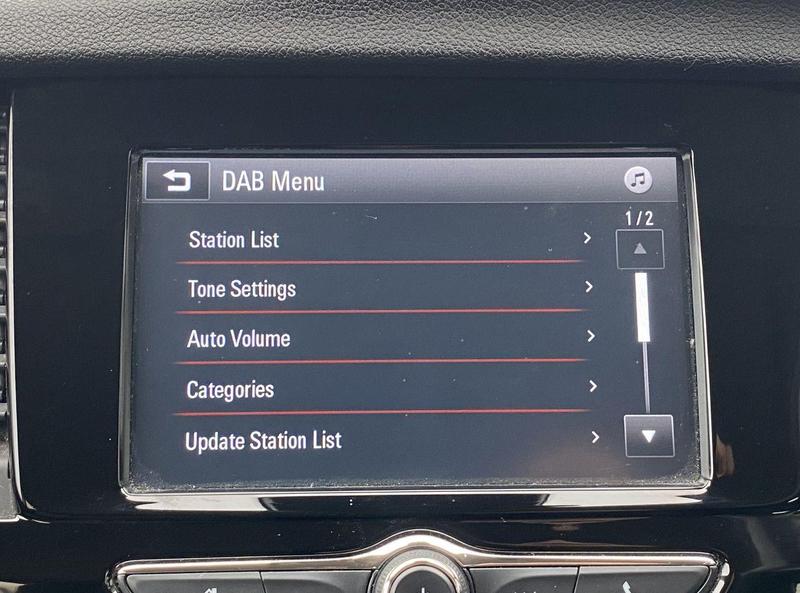 DAB Menu
1/2
Station List
Tone Settings
Auto Volume
Categories
Update Station List